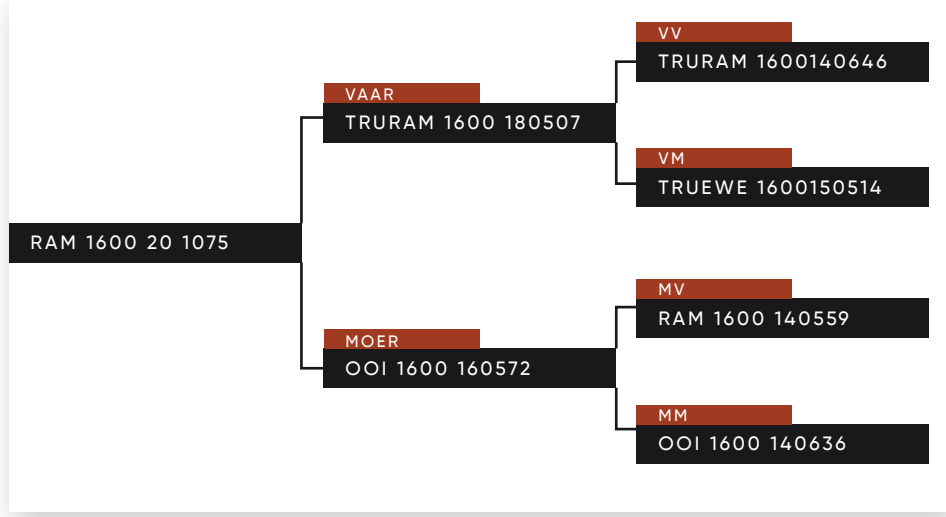 VV
TRURAM 1600140646
VAAR
TRURAM 1600 180507
VM
TRUEWE 1600150514
RAM 1600 20 1075
MV
RAM 1600 140559
MOER
OOI 1600 160572
MM
OOI 1600 140636